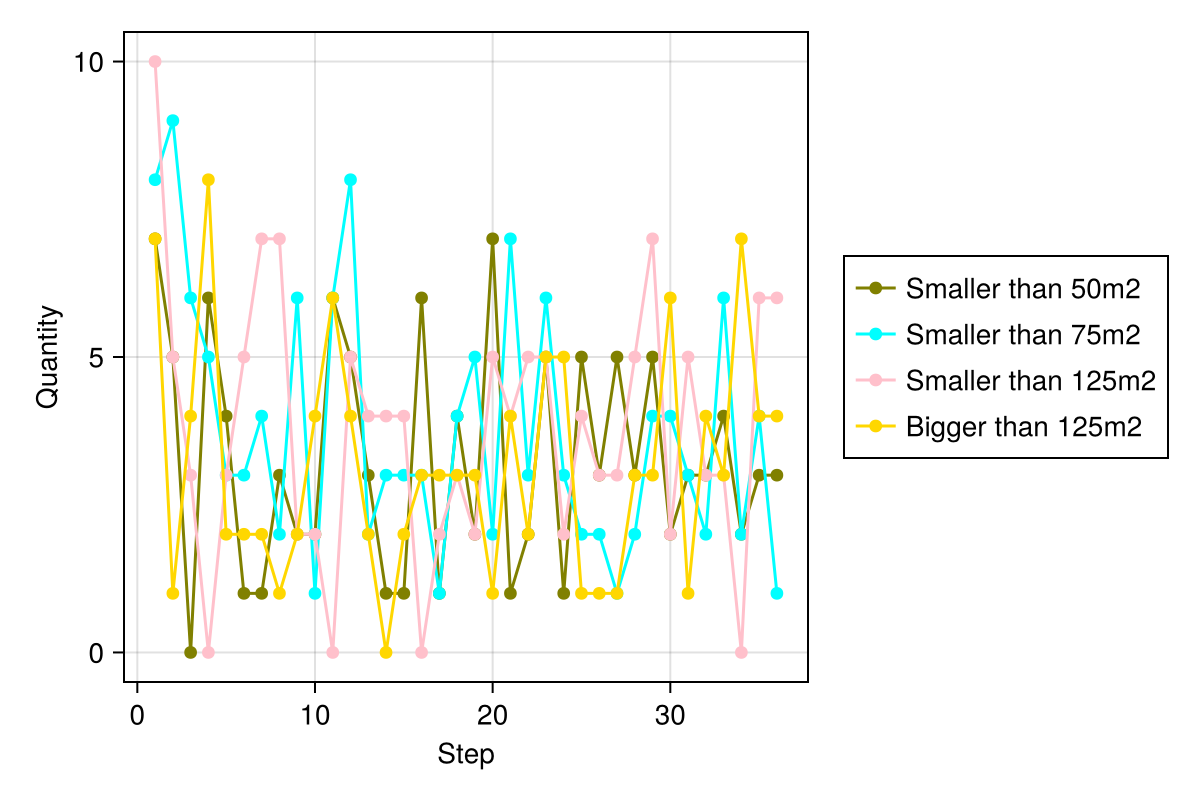 10
5
0
Quantity
0 10 20 30
Step
Smaller than 50m2
Smaller than 75m2
Smaller than 125m2
Bigger than 125m2